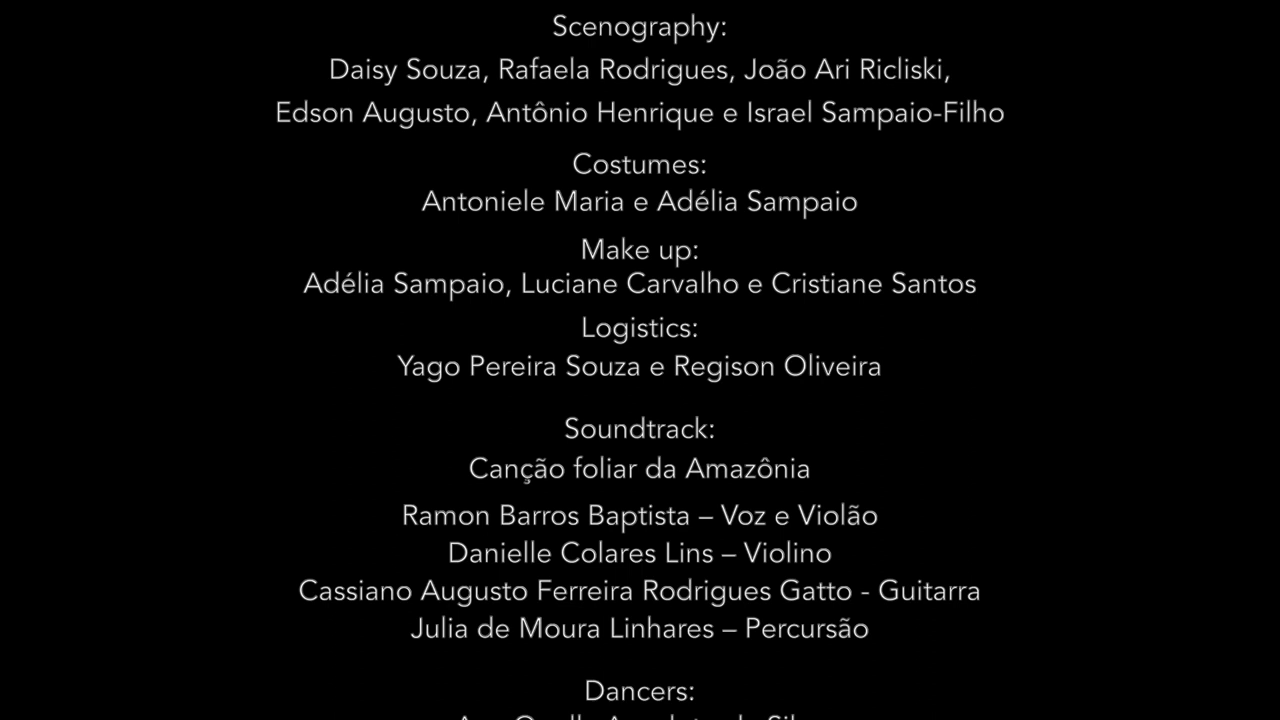 Scenography:
Daisy Souza, Rafaela Rodrigues, João Ari Ricliski,
Edson Augusto, Antônio Henrique e Israel Sampaio-Filho
Costumes:
Antoniele Maria e Adélia Sampaio
Make up:
Adélia Sampaio, Luciane Carvalho e Cristiane Santos
Logistics:
Yago Pereira Souza e Regison Oliveira
Soundtrack:
Canção foliar da Amazônia
Ramon Barros Baptista – Voz e Violão
Danielle Colares Lins – Violino
Cassiano Augusto Ferreira Rodrigues Gatto - Guitarra
Julia de Moura Linhares – Percursão
Dancers: